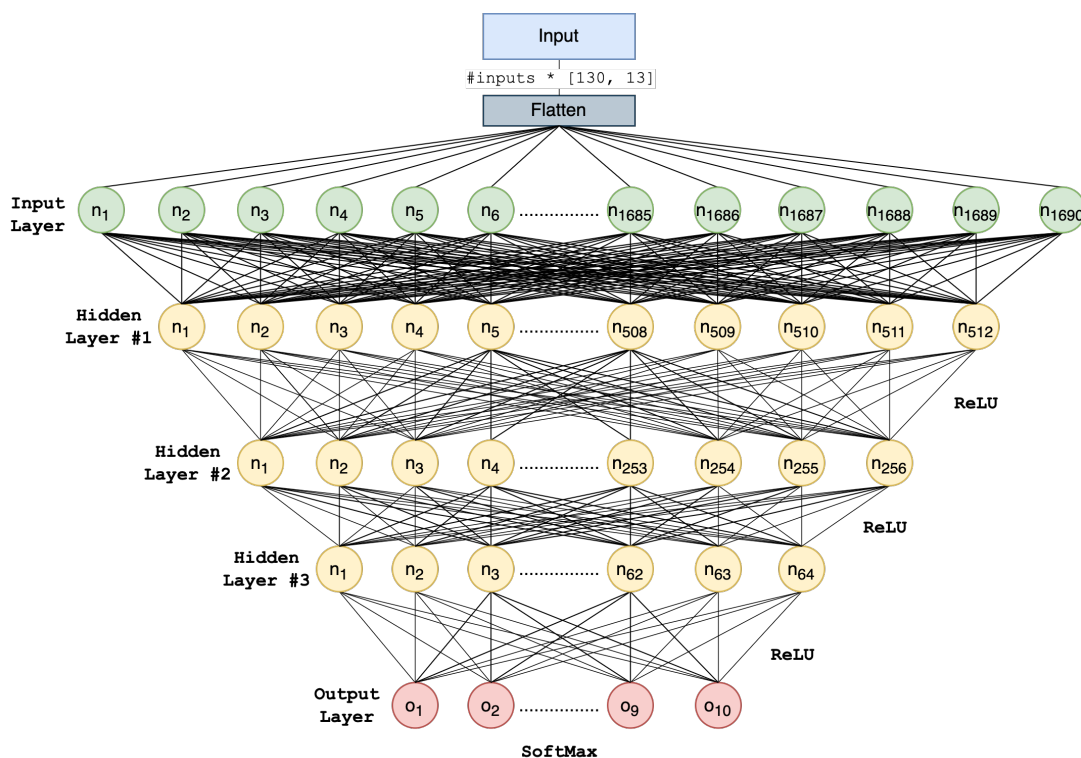 Input
#inputs * [130, 13]
Flatten
Input
Layer
n1 n2 n3 n4 n5 n6 ................ n1685 n1686 n1687 n1688 n1689 n1690
Hidden
Layer #1
n1 n2 n3 n4 n5 ................ n508 n509 n510 n511 n512
ReLU
Hidden
Layer #2
n1 n2 n3 n4 ................ n253 n254 n255 n256
ReLU
Hidden
Layer #3
n1 n2 n3 ................ n62 n63 n64
ReLU
Output
Layer
o1 o2 ................ o9 o10
SoftMax